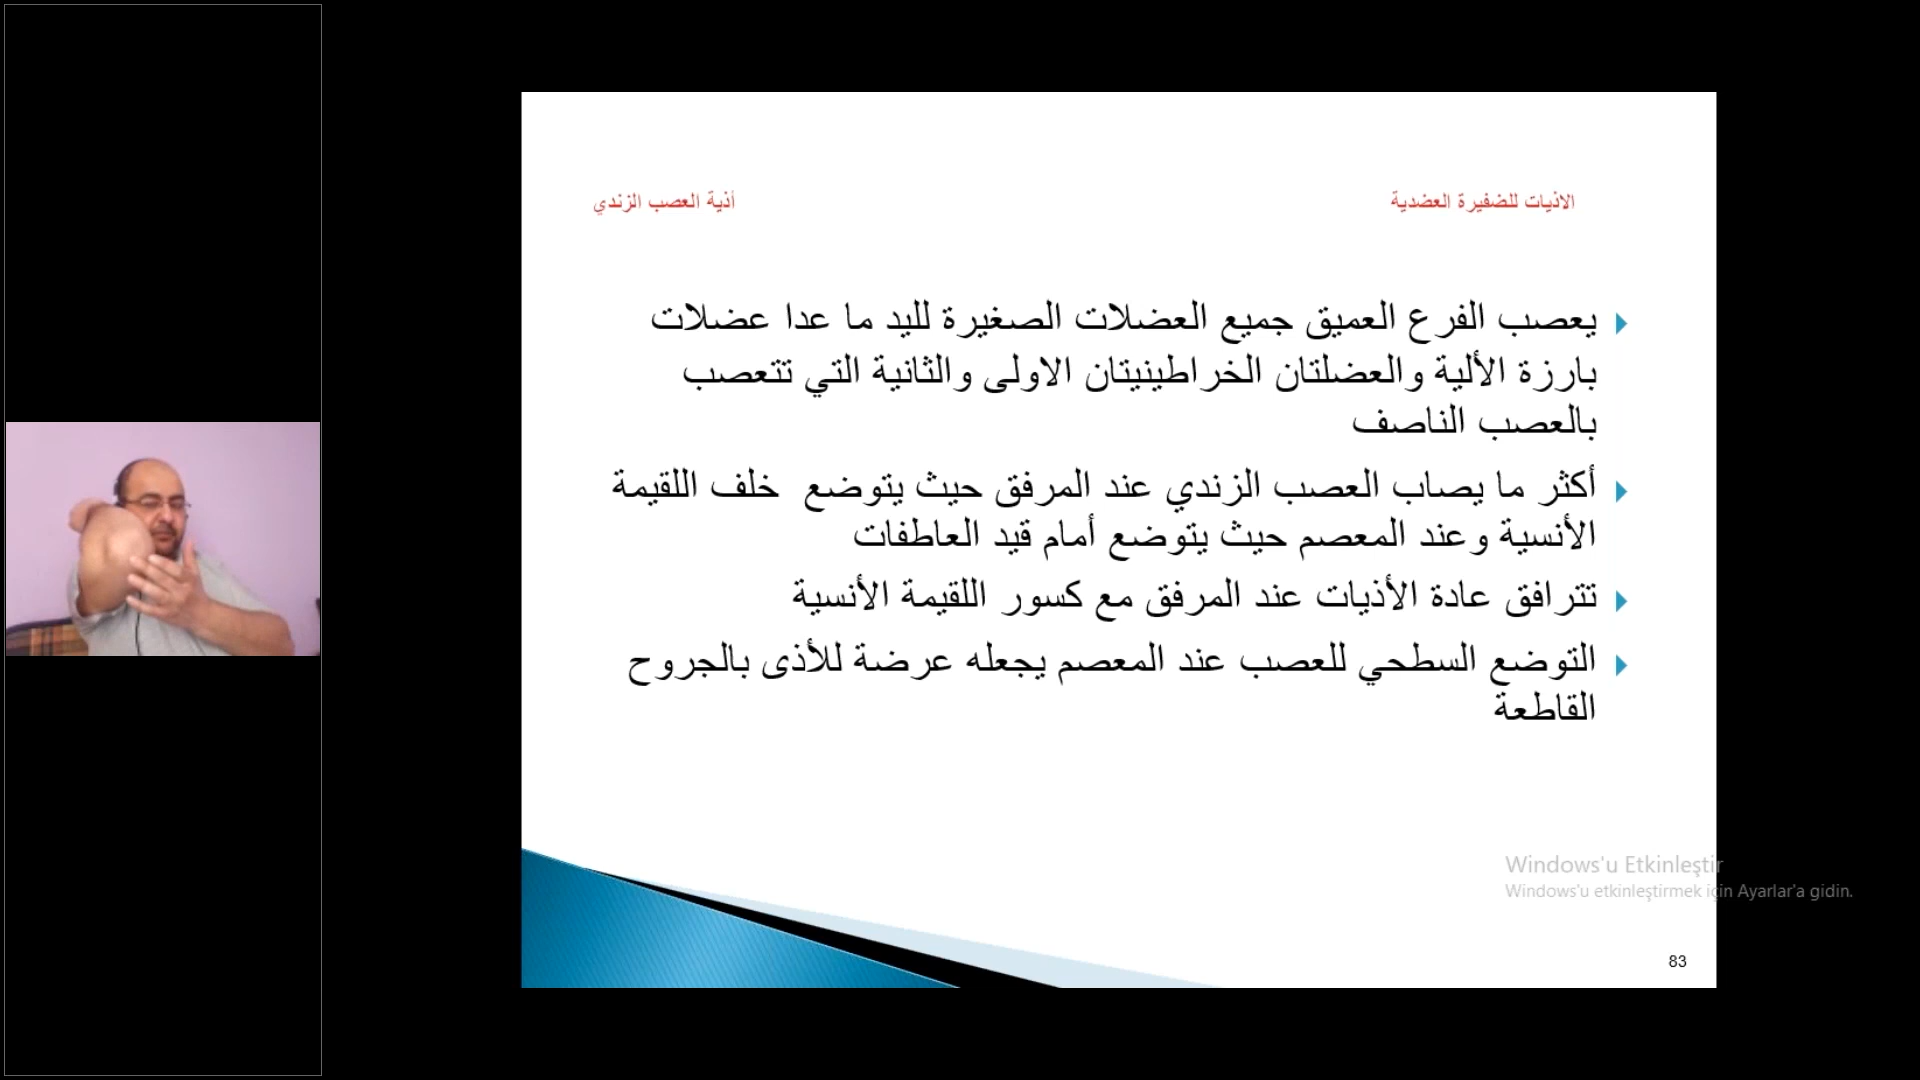 الاذيات للضفيرة العضدية
أذية العصب الزندي
يعصب الفرع العميق جميع العضلات الصغيرة لليد ما عدا عضلات
بارزة الألية والعضلتان الخراطينيتان الاولى والثانية التي تتعصب
بالعصب الناصف
أكثر ما يصاب العصب الزندي عند المرفق حيث يتوضع خلف اللقيمة
الأنسية وعند المعصم حيث يتوضع أمام قيد العاطفات
تترافق عادة الأذيات عند المرفق مع كسور اللقيمة الأنسية
التوضع السطحي للعصب عند المعصم يجعله عرضة للأذى بالجروح
القاطعة
Windows'u Etkinleştir
Windows'u etkinleştirmek için Ayarlar'a gidin.
83